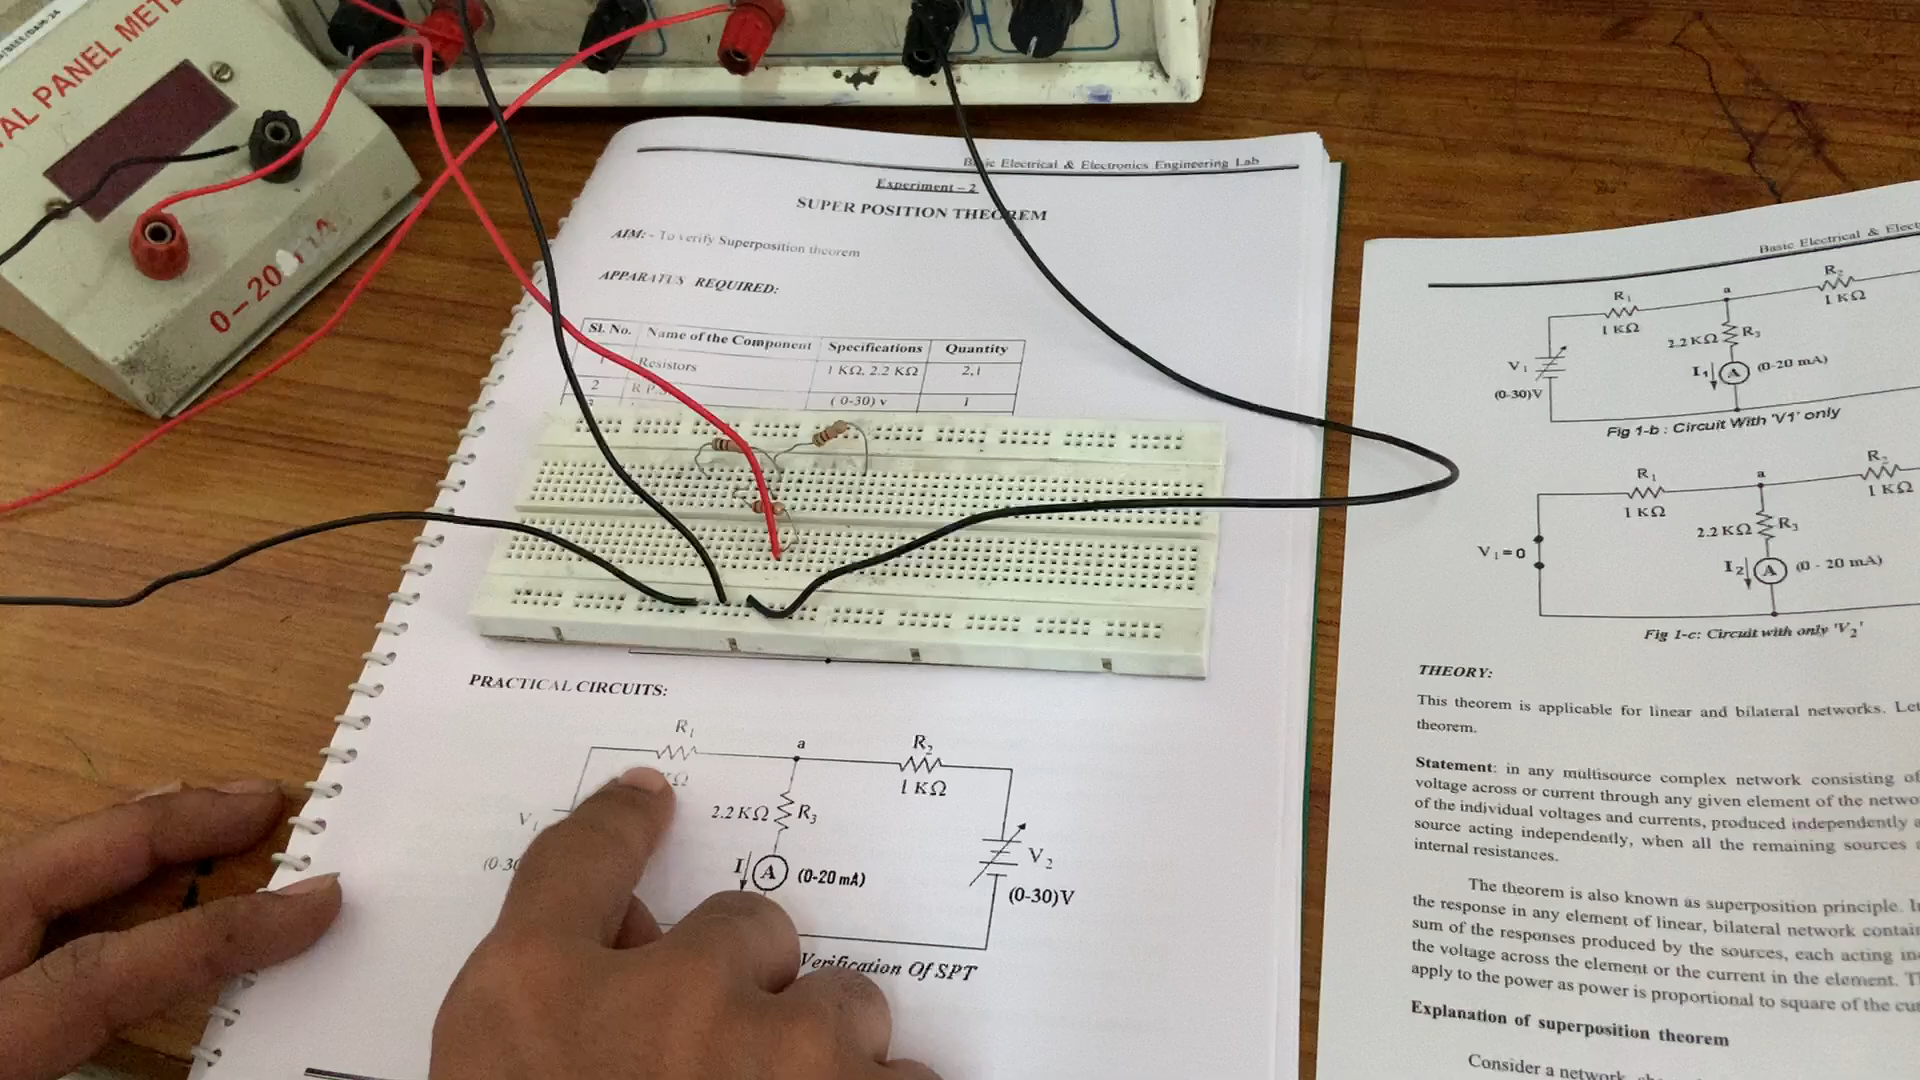 AL PANEL MET
0-20
Basic Electrical & Electronics Engineering Lab
Experiment – 2
SUPER POSITION THEOREM
AIM: - To verify Superposition theorem
APPARATUS REQUIRED:
Sl. No. Name of the Component Specifications Quantity
1 Resistors 1 KΩ, 2.2 KΩ 2,1
2 R.P.S ( 0-30) v 1
PRACTICAL CIRCUITS:
R₁
a
R₂
1 KΩ
2.2 KΩ R₃
V₁
I A (0-20 mA)
V₂
(0-30)V
Verification Of SPT
Basic Electrical & Elect
R₁
1 KΩ
a
R₂
1 KΩ
2.2 KΩ R₃
V₁
(0-30)V
I₁ A (0-20 mA)
Fig 1-b : Circuit With 'V1' only
R₁
1 KΩ
a
R₂
1 KΩ
2.2 KΩ R₃
V₁=0
I₂ A (0 - 20 mA)
Fig 1-c: Circuit with only 'V₂'
THEORY:
This theorem is applicable for linear and bilateral networks. Let
theorem.
Statement: in any multisource complex network consisting of
voltage across or current through any given element of the netwo
of the individual voltages and currents, produced independently a
source acting independently, when all the remaining sources a
internal resistances.
The theorem is also known as superposition principle. I
the response in any element of linear, bilateral network contain
sum of the responses produced by the sources, each acting in
the voltage across the element or the current in the element. T
apply to the power as power is proportional to square of the cu
Explanation of superposition theorem
Consider a network